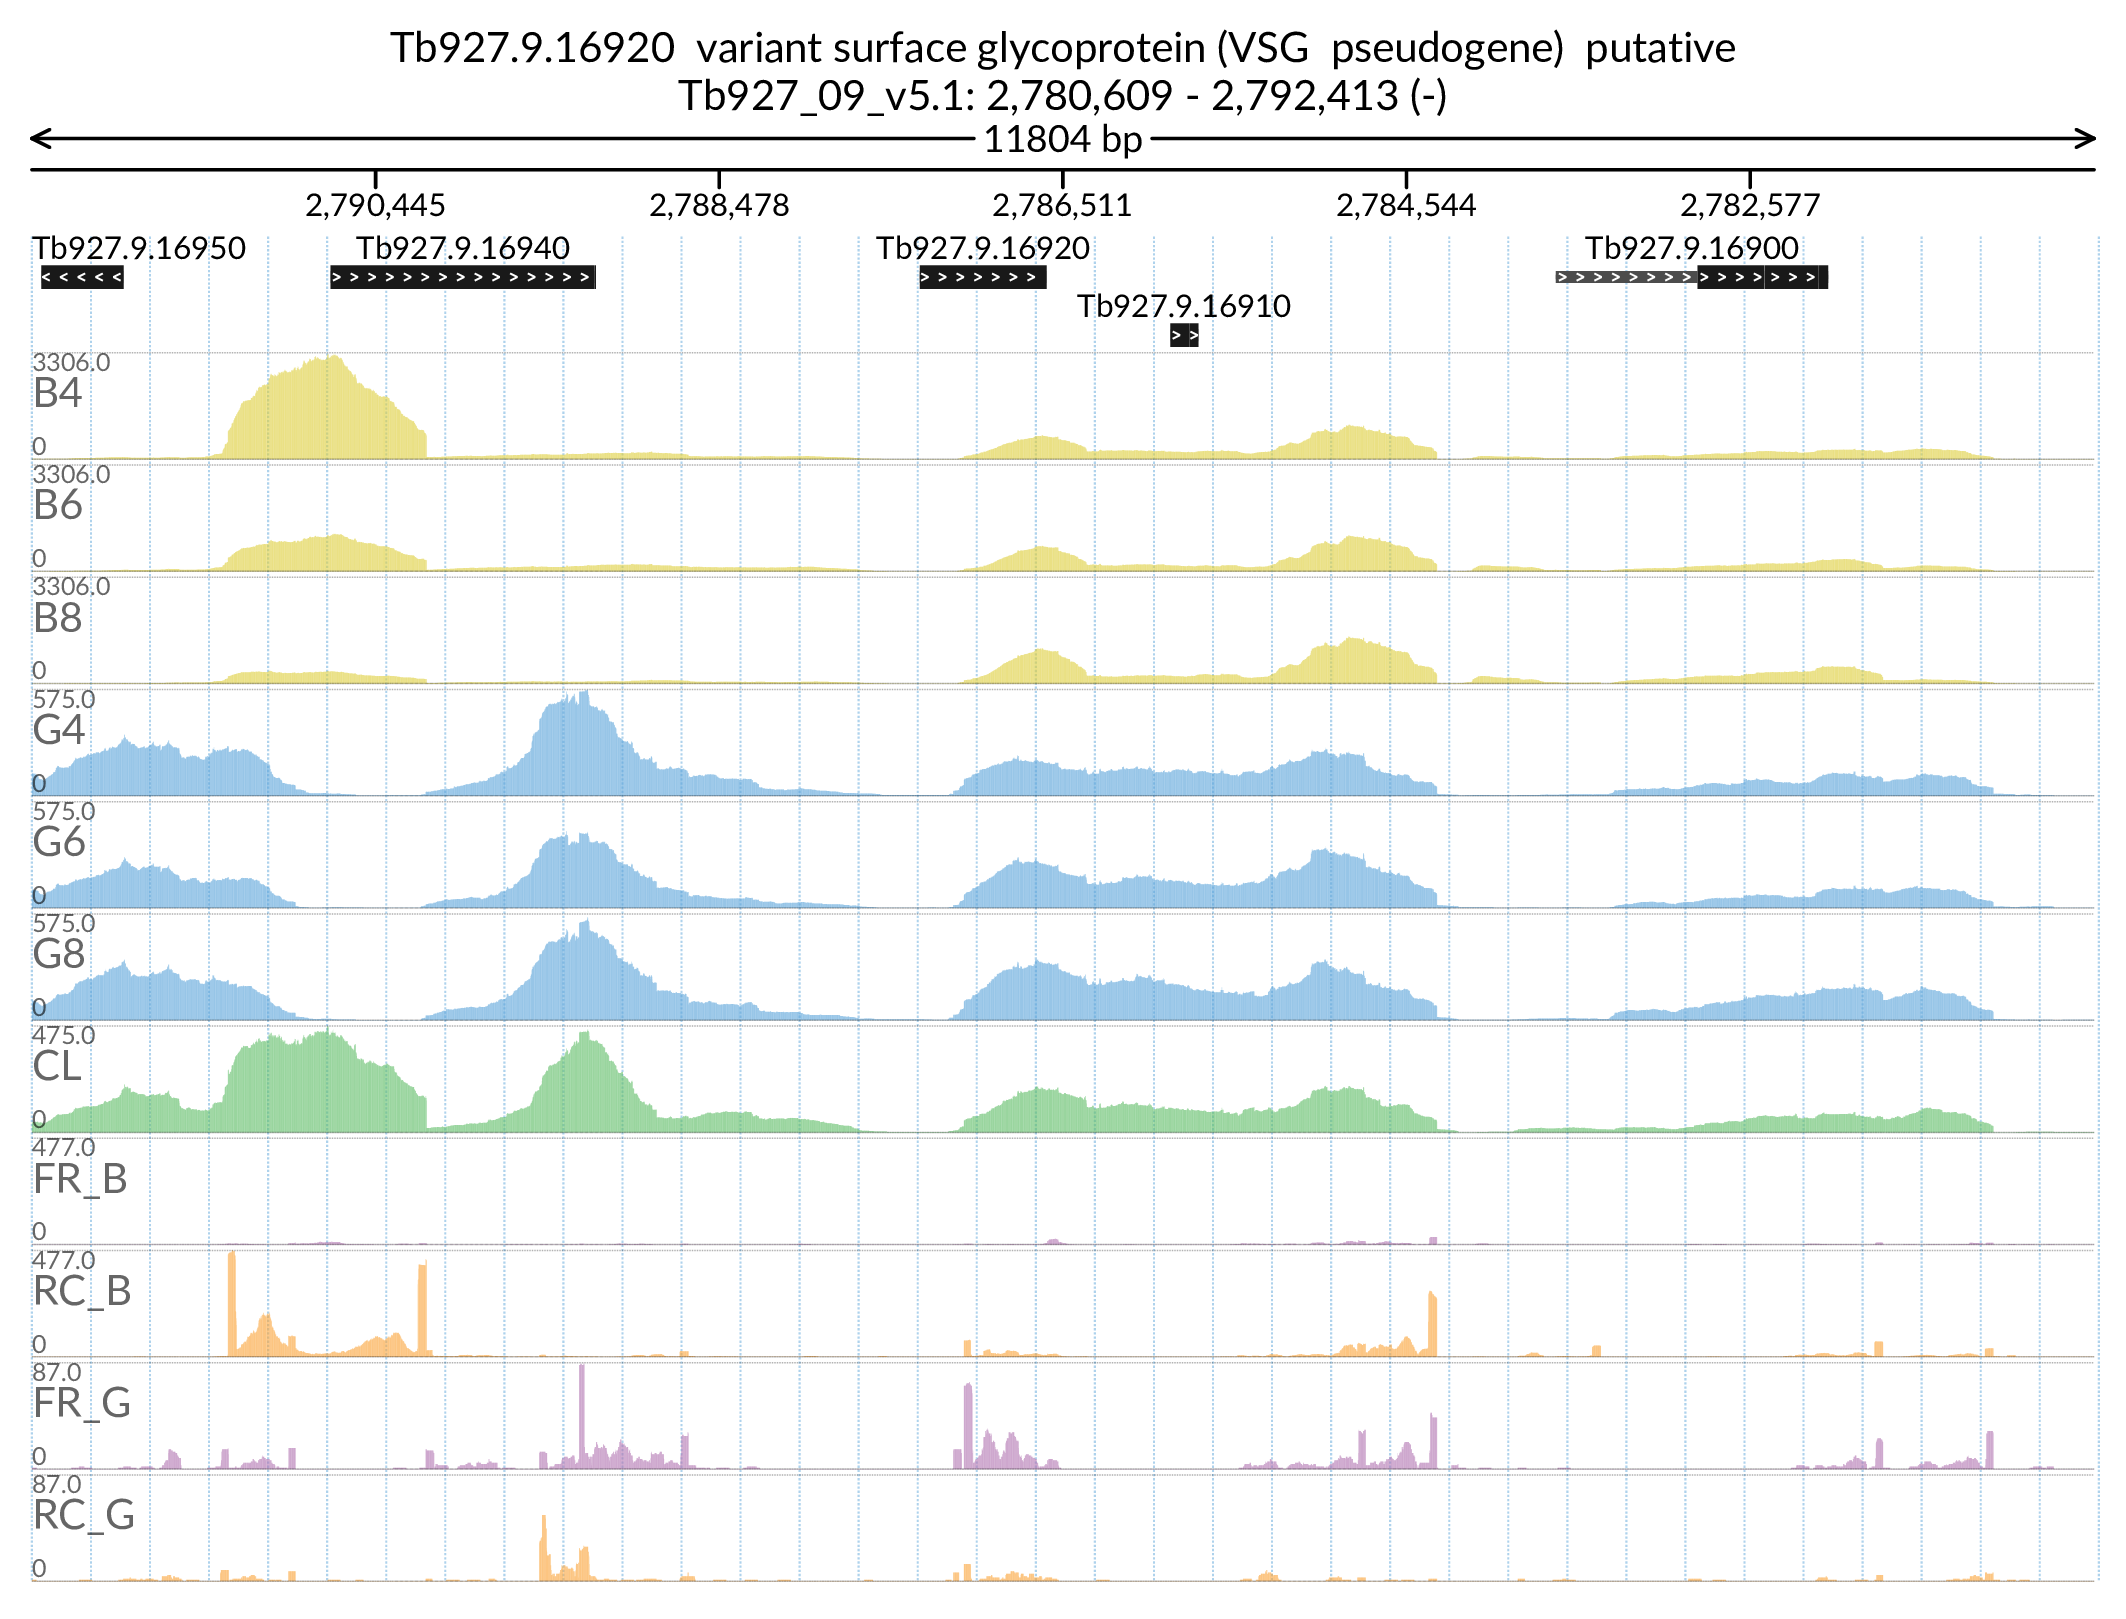 Tb927.9.16920 variant surface glycoprotein (VSG pseudogene) putative
Tb927_09_v5.1: 2,780,609 - 2,792,413 (-)
11804 bp
2,790,445 2,788,478 2,786,511 2,784,544 2,782,577
Tb927.9.16950 Tb927.9.16940 Tb927.9.16920 Tb927.9.16900
Tb927.9.16910
3306.0
B4
0
3306.0
B6
0
3306.0
B8
0
575.0
G4
0
575.0
G6
0
575.0
G8
0
475.0
CL
0
477.0
FR_B
0
477.0
RC_B
0
87.0
FR_G
0
87.0
RC_G
0